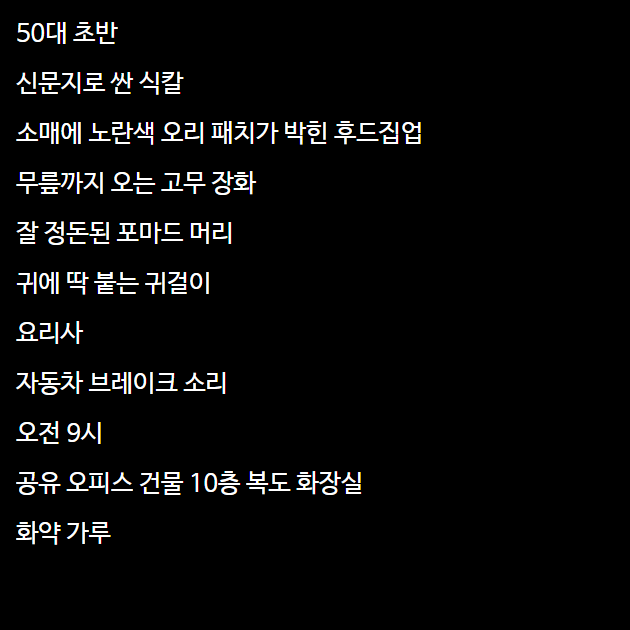 50대 초반
신문지로 싼 식칼
소매에 노란색 오리 패치가 박힌 후드집업
무릎까지 오는 고무 장화
잘 정돈된 포마드 머리
귀에 딱 붙는 귀걸이
요리사
자동차 브레이크 소리
오전 9시
공유 오피스 건물 10층 복도 화장실
화약 가루